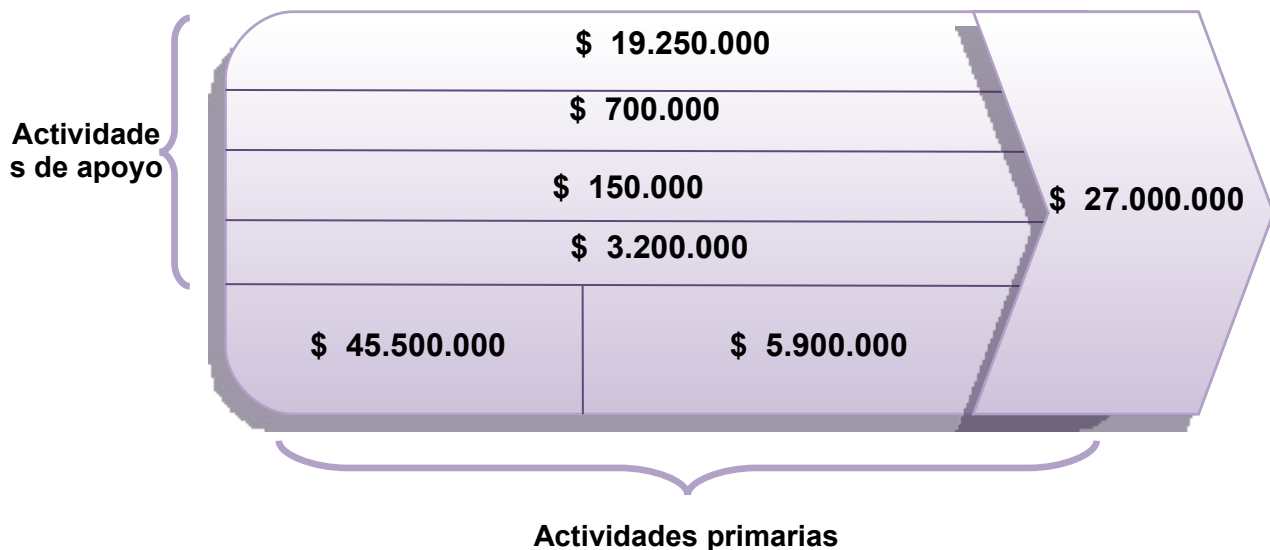 $ 19.250.000
$ 700.000
Actividade
s de apoyo
$ 150.000
$ 27.000.000
$ 3.200.000
$ 45.500.000
$ 5.900.000
Actividades primarias